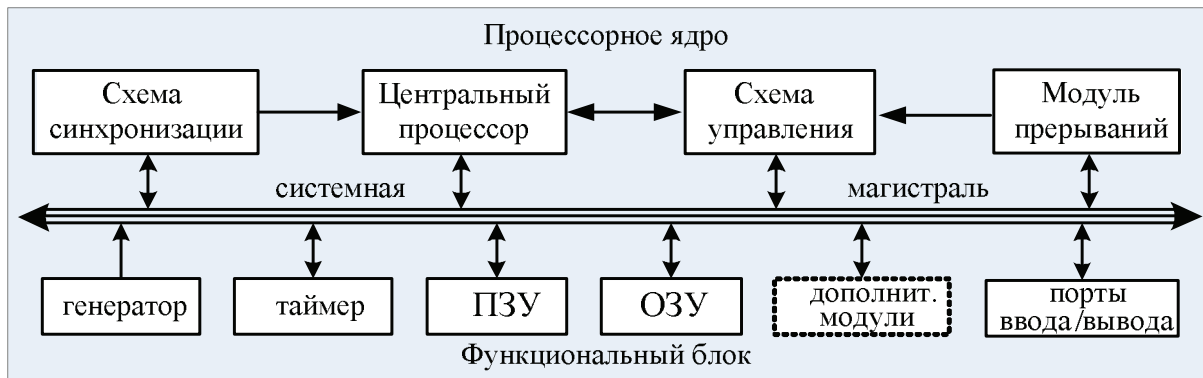 Процессорное ядро
Схема
синхронизации
Центральный
процессор
Схема
управления
Модуль
прерываний
системная
магистраль
генератор
таймер
ПЗУ
ОЗУ
дополнит.
модули
порты
ввода/вывода
Функциональный блок